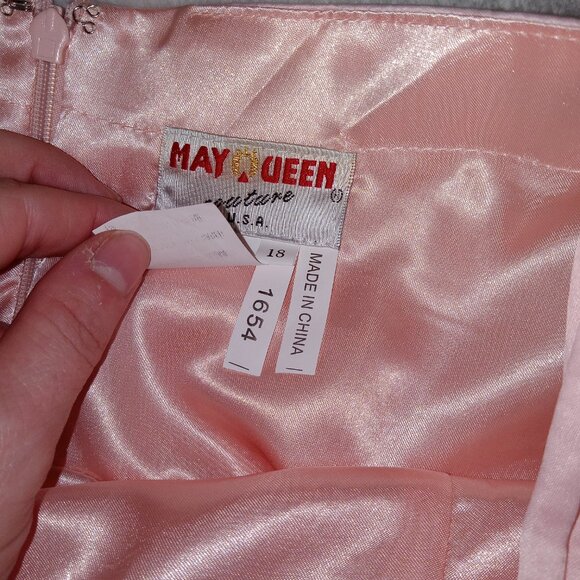 MAY QUEEN
couture
U.S.A.
18
MADE IN CHINA
1654